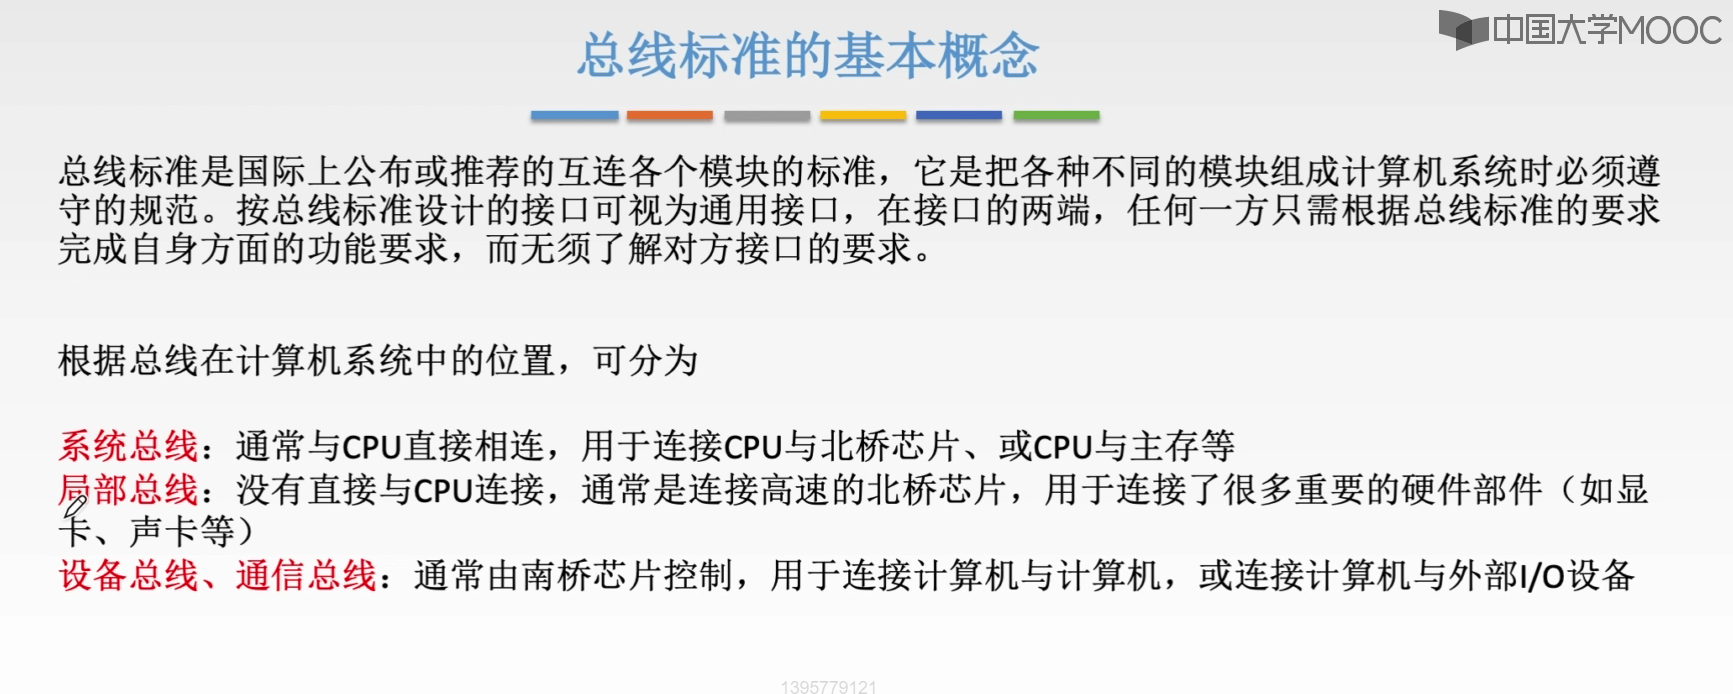 中国大学MOOC
总线标准的基本概念
总线标准是国际上公布或推荐的互连各个模块的标准，它是把各种不同的模块组成计算机系统时必须遵
守的规范。按总线标准设计的接口可视为通用接口，在接口的两端，任何一方只需根据总线标准的要求
完成自身方面的功能要求，而无须了解对方接口的要求。
根据总线在计算机系统中的位置，可分为
系统总线：通常与CPU直接相连，用于连接CPU与北桥芯片、或CPU与主存等
局部总线：没有直接与CPU连接，通常是连接高速的北桥芯片，用于连接了很多重要的硬件部件（如显
卡、声卡等）
设备总线、通信总线：通常由南桥芯片控制，用于连接计算机与计算机，或连接计算机与外部I/O设备
1395779121